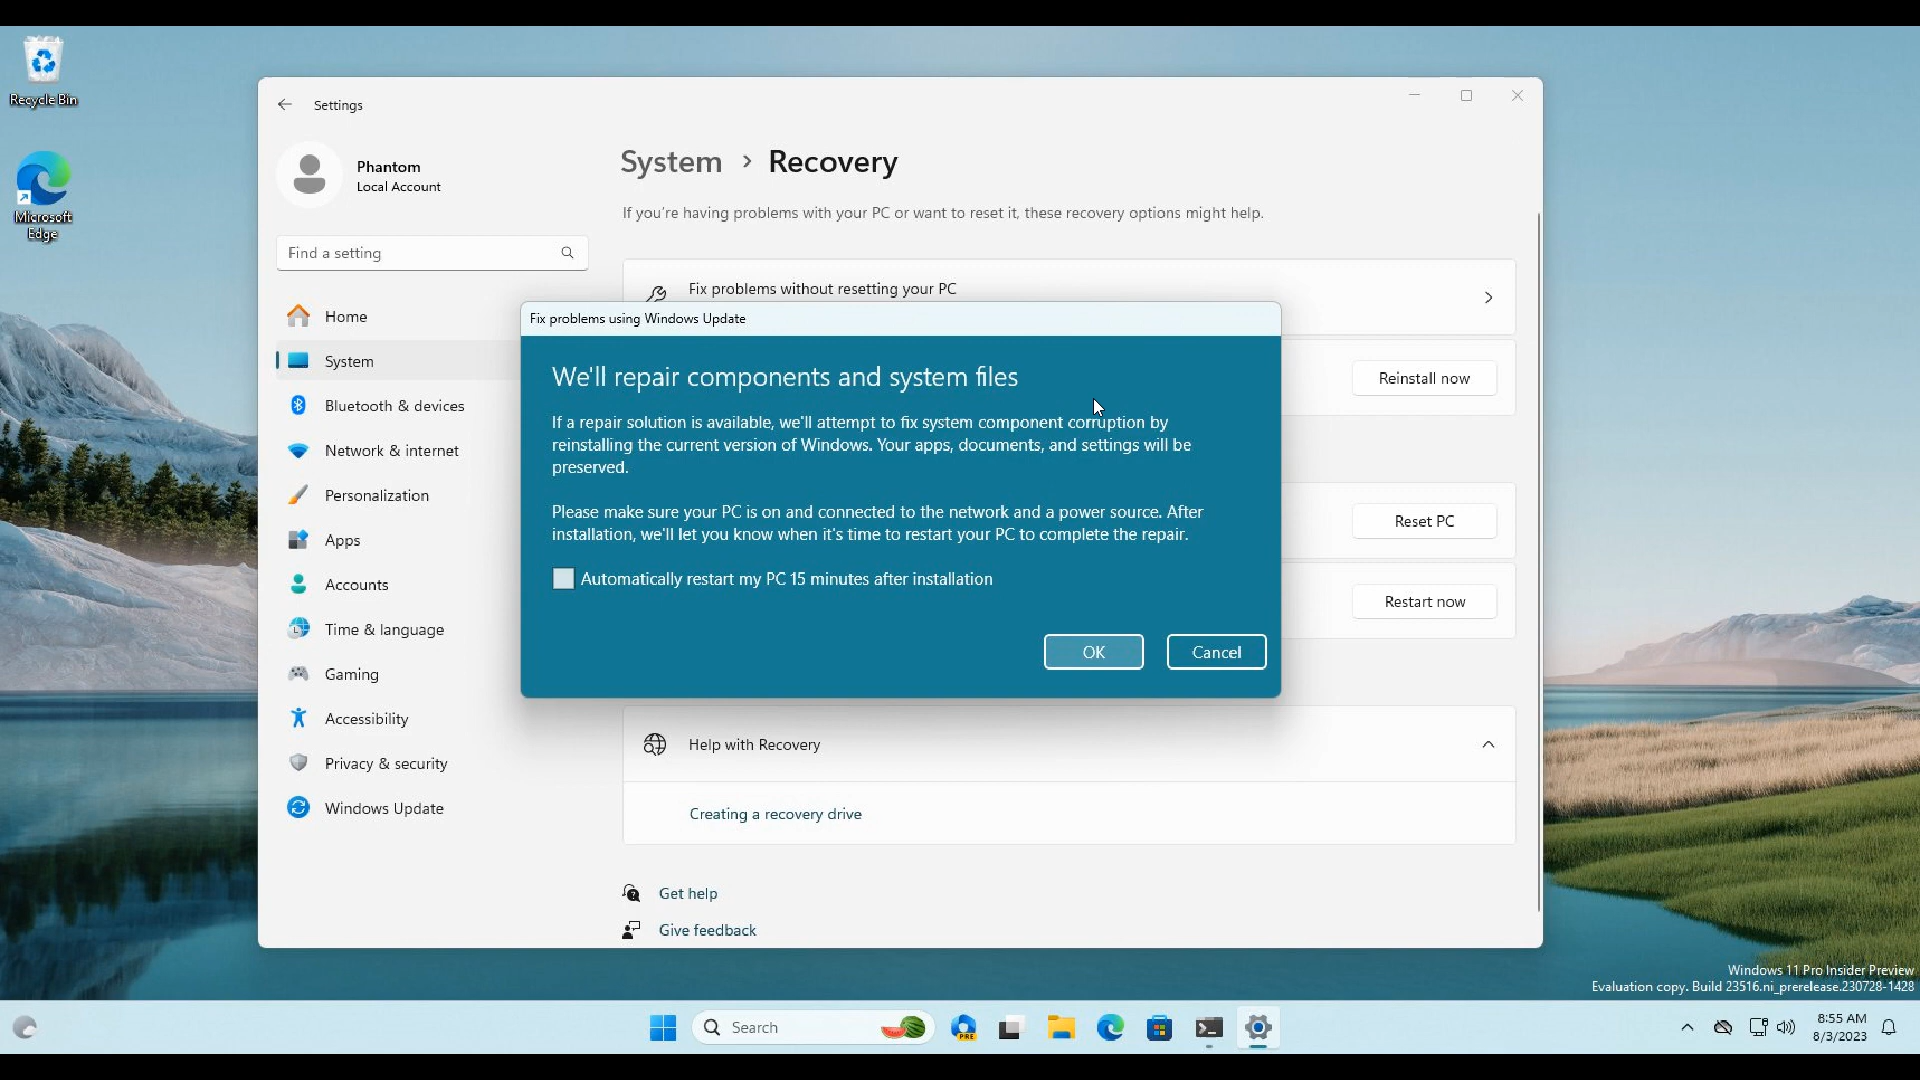 Recycle Bin
Microsoft
Edge
Settings
Phantom
Local Account
Find a setting
Home
System
Bluetooth & devices
Network & internet
Personalization
Apps
Accounts
Time & language
Gaming
Accessibility
Privacy & security
Windows Update
System > Recovery
If you're having problems with your PC or want to reset it, these recovery options might help.
Fix problems without resetting your PC
Reinstall now
Reset PC
Restart now
Fix problems using Windows Update
We'll repair components and system files
If a repair solution is available, we'll attempt to fix system component corruption by
reinstalling the current version of Windows. Your apps, documents, and settings will be
preserved.
Please make sure your PC is on and connected to the network and a power source. After
installation, we'll let you know when it's time to restart your PC to complete the repair.
Automatically restart my PC 15 minutes after installation
OK
Cancel
Help with Recovery
Creating a recovery drive
Get help
Give feedback
Windows 11 Pro Insider Preview
Evaluation copy. Build 23516.ni_prerelease.230728-1428
Search
PRE
8:55 AM
8/3/2023